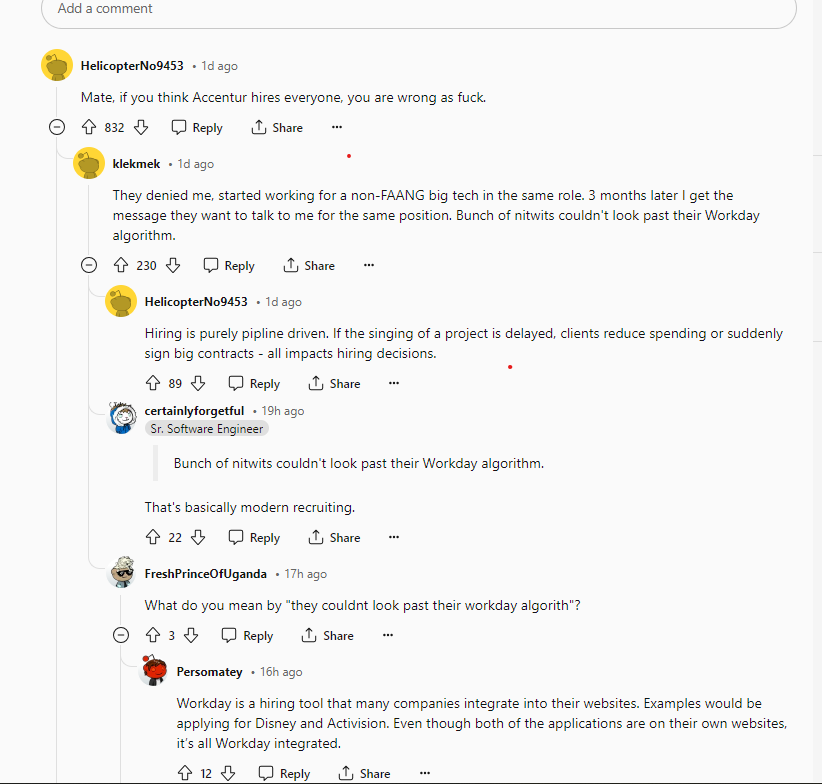 Add a comment
HelicopterNo9453 • 1d ago
Mate, if you think Accentur hires everyone, you are wrong as fuck.
832 Reply Share ...
klekmek • 1d ago
They denied me, started working for a non-FAANG big tech in the same role. 3 months later I get the
message they want to talk to me for the same position. Bunch of nitwits couldn't look past their Workday
algorithm.
230 Reply Share ...
HelicopterNo9453 • 1d ago
Hiring is purely pipline driven. If the singing of a project is delayed, clients reduce spending or suddenly
sign big contracts - all impacts hiring decisions.
89 Reply Share ...
certainlyforgetful • 19h ago
Sr. Software Engineer
Bunch of nitwits couldn't look past their Workday algorithm.
That's basically modern recruiting.
22 Reply Share ...
FreshPrinceOfUganda • 17h ago
What do you mean by "they couldnt look past their workday algorith"?
3 Reply Share ...
Persomatey • 16h ago
Workday is a hiring tool that many companies integrate into their websites. Examples would be
applying for Disney and Activision. Even though both of the applications are on their own websites,
it's all Workday integrated.
12 Reply Share ...